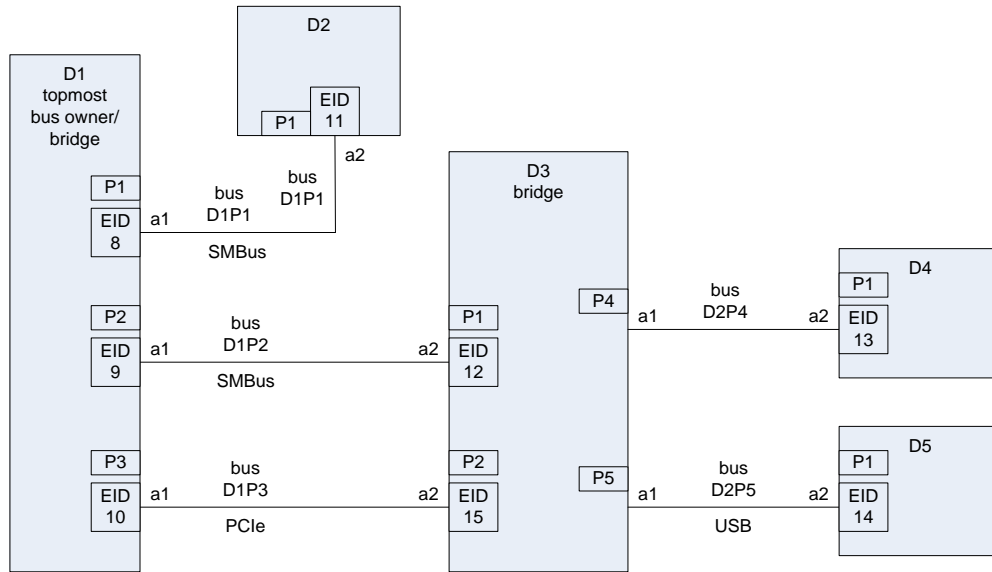 D1
topmost
bus owner/
bridge
P1
EID
8
P2
EID
9
P3
EID
10
D2
P1
EID
11
a2
bus
D1P1
bus
D1P1
a1
SMBus
bus
D1P2
a1
a2
SMBus
bus
D1P3
a1
a2
PCIe
D3
bridge
P1
EID
12
P2
EID
15
P4
P5
bus
D2P4
a1
a2
bus
D2P5
a1
a2
USB
D4
P1
EID
13
D5
P1
EID
14